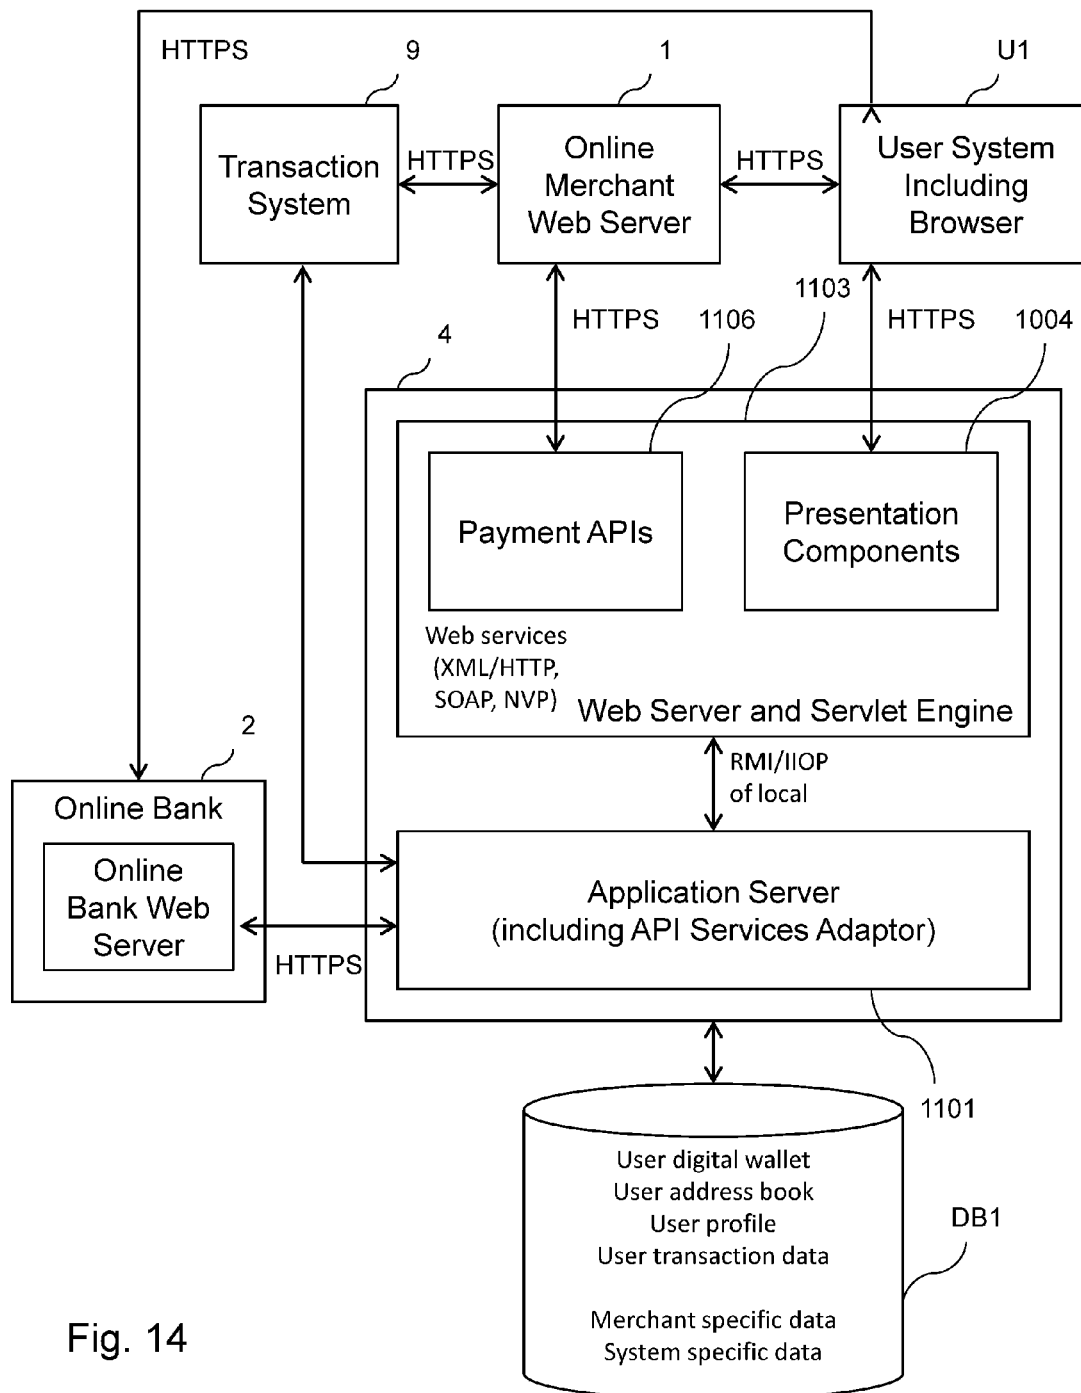 HTTPS
9
1
U1
Transaction
System
HTTPS
Online
Merchant
Web Server
HTTPS
User System
Including
Browser
HTTPS
1106
1103
HTTPS
1004
4
Payment APIs
Presentation
Components
Web services
(XML/HTTP,
SOAP, NVP)
Web Server and Servlet Engine
2
RMI/IIOP
of local
Online Bank
Online
Bank Web
Server
HTTPS
Application Server
(including API Services Adaptor)
1101
User digital wallet
User address book
User profile
User transaction data
DB1
Merchant specific data
System specific data
Fig. 14